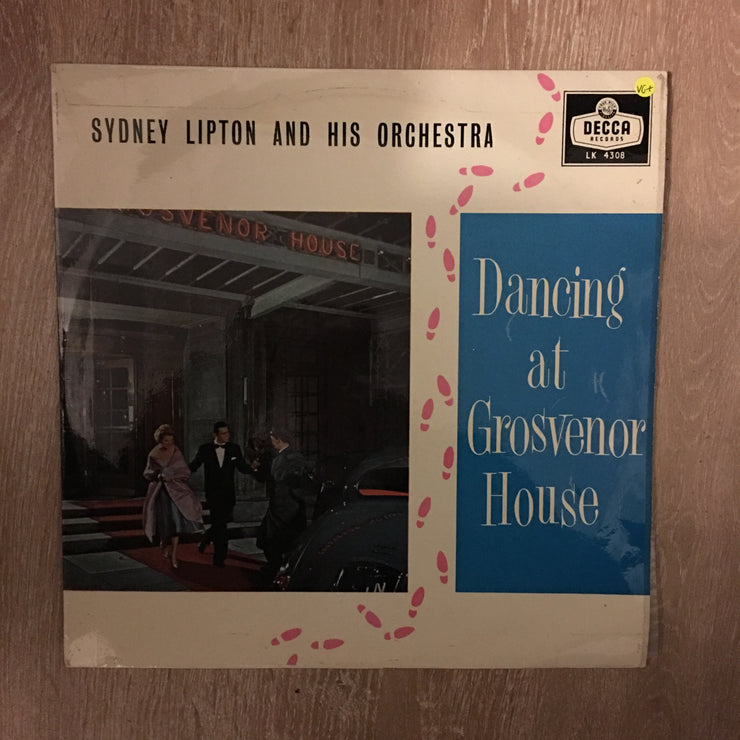 SYDNEY LIPTON AND HIS ORCHESTRA
VG+
DECCA
RECORDS
LK 4308
GROSVENOR HOUSE
Dancing
at
Grosvenor
House